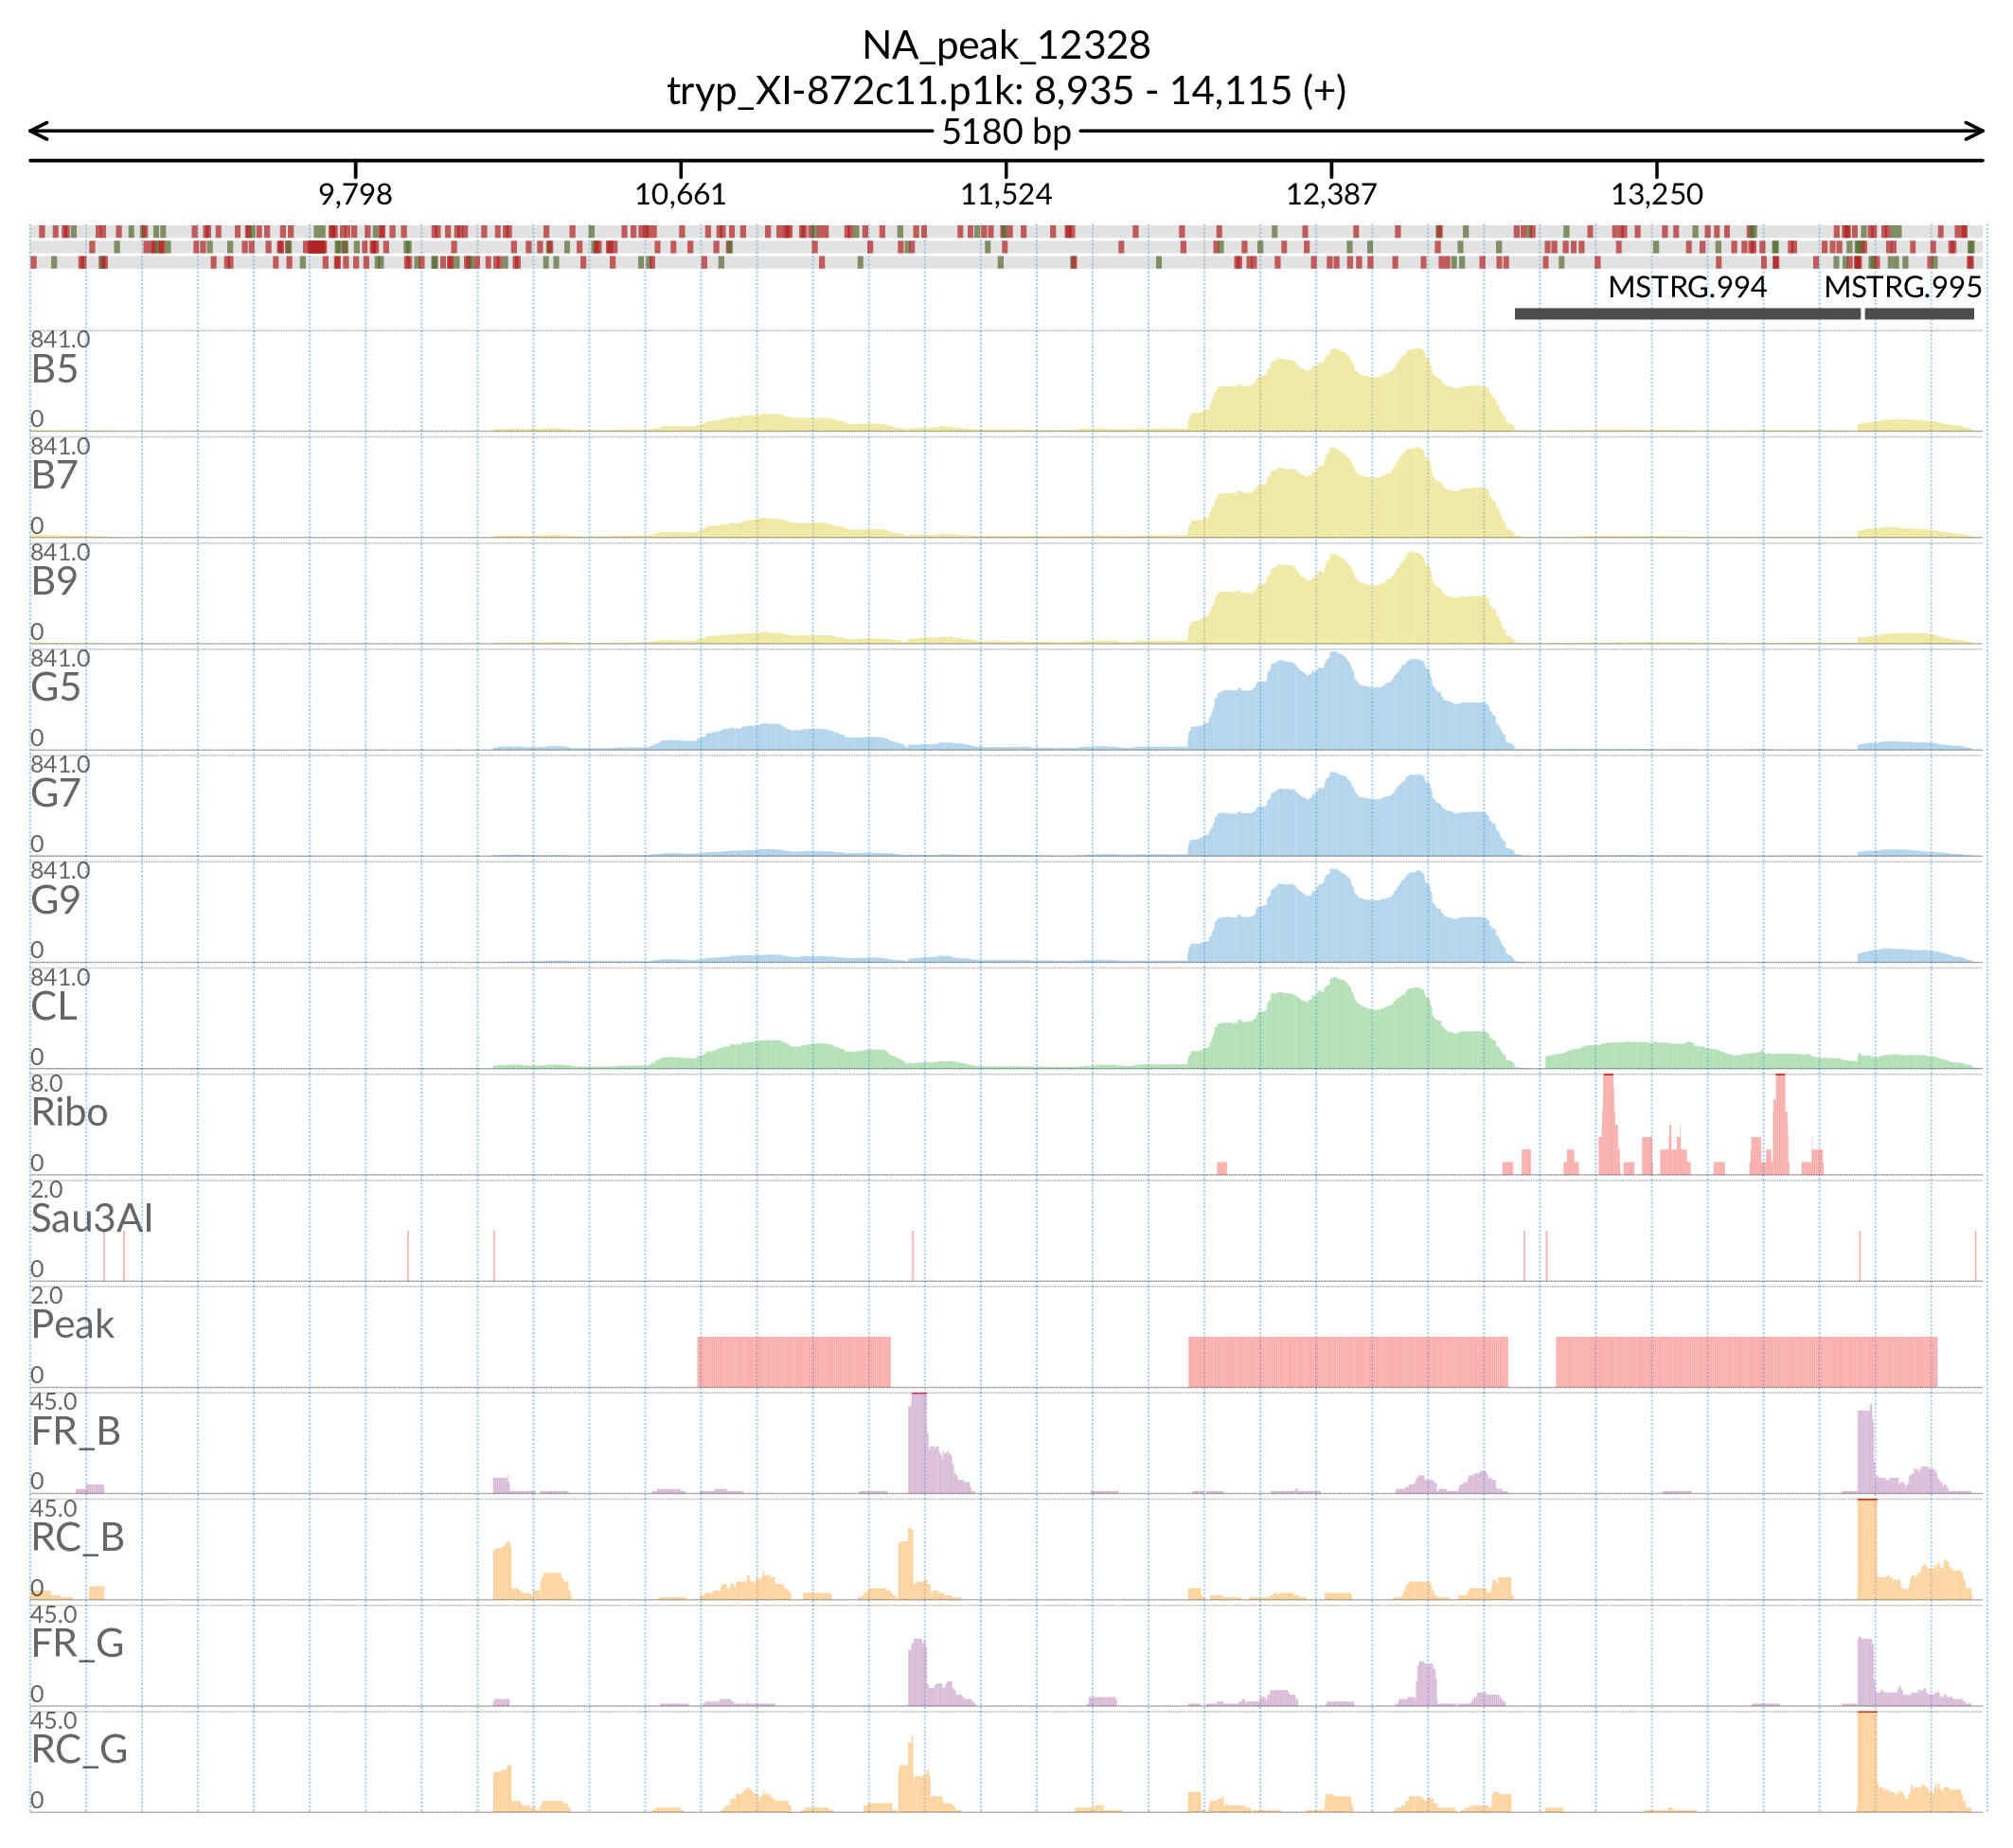 NA_peak_12328
tryp_XI-872c11.p1k: 8,935 - 14,115 (+)
5180 bp
9,798 10,661 11,524 12,387 13,250
MSTRG.994 MSTRG.995
841.0
B5
0
841.0
B7
0
841.0
B9
0
841.0
G5
0
841.0
G7
0
841.0
G9
0
841.0
CL
0
8.0
Ribo
0
2.0
Sau3AI
0
2.0
Peak
0
45.0
FR_B
0
45.0
RC_B
0
45.0
FR_G
0
45.0
RC_G
0